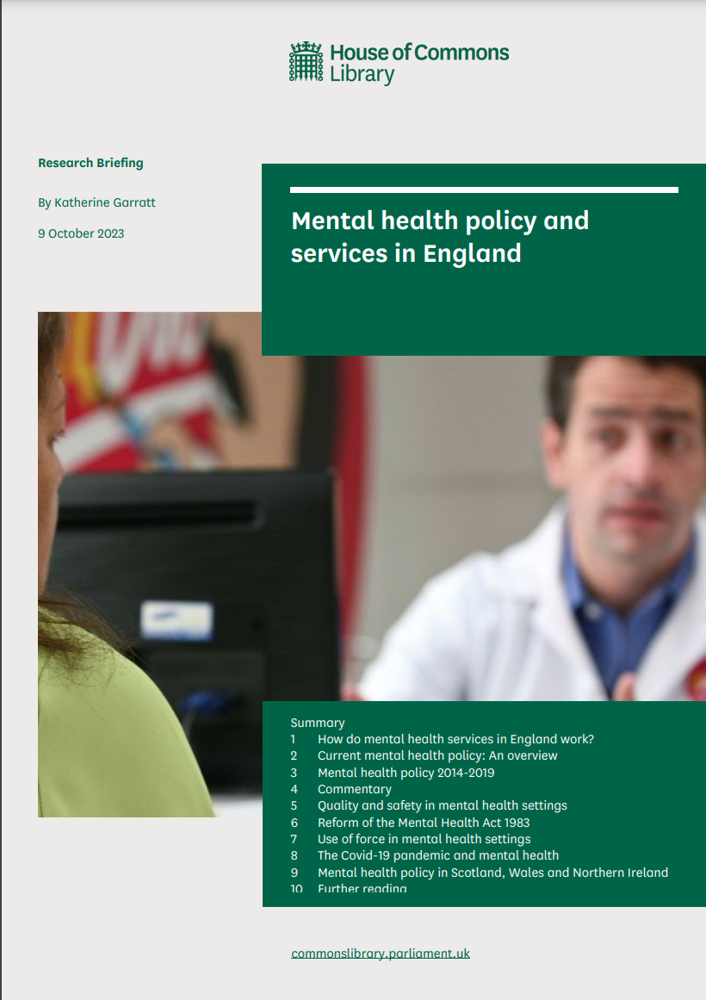 House of Commons
Library
Research Briefing
By Katherine Garratt
9 October 2023
Mental health policy and
services in England
Summary
1 How do mental health services in England work?
2 Current mental health policy: An overview
3 Mental health policy 2014-2019
4 Commentary
5 Quality and safety in mental health settings
6 Reform of the Mental Health Act 1983
7 Use of force in mental health settings
8 The Covid-19 pandemic and mental health
9 Mental health policy in Scotland, Wales and Northern Ireland
10 Further reading
commonslibrary.parliament.uk